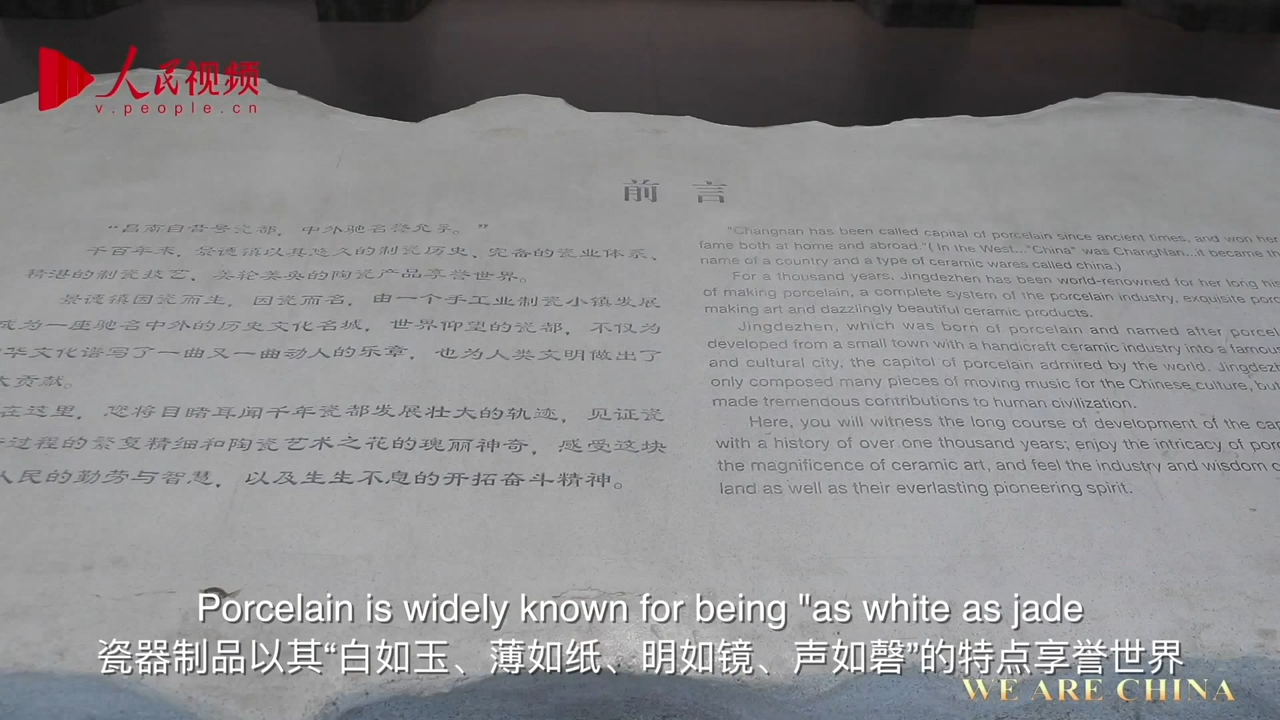 人民视频
v.people.cn
前言
“昌南自昔号瓷都，中外驰名誉允孚。”
千百年来，景德镇以其悠久的制瓷历史、完备的瓷业体系、
精湛的制瓷技艺、美轮美奂的陶瓷产品享誉世界。
景德镇因瓷而生，因瓷而名，由一个手工业制瓷小镇发展
成为一座驰名中外的历史文化名城，世界仰望的瓷都，不仅为
华文化谱写了一曲又一曲动人的乐章，也为人类文明做出了
大贡献。
在这里，您将目睹耳闻千年瓷都发展壮大的轨迹，见证瓷
过程的繁复精细和陶瓷艺术之花的瑰丽神奇，感受这块
人民的勤劳与智慧，以及生生不息的开拓奋斗精神。
"Changnan has been called capital of porcelain since ancient times, and won her
fame both at home and abroad."( In the West..."China" was ChangNan...it became th
name of a country and a type of ceramic wares called china.)
For a thousand years, Jingdezhen has been world-renowned for her long his
of making porcelain, a complete system of the porcelain industry, exquisite porc
making art and dazzlingly beautiful ceramic products.
Jingdezhen, which was born of porcelain and named after porcel
developed from a small town with a handicraft ceramic industry into a famou
and cultural city, the capitol of porcelain admired by the world. Jingdezh
only composed many pieces of moving music for the Chinese culture, but
made tremendous contributions to human civilization.
Here, you will witness the long course of development of the ca
with a history of over one thousand years; enjoy the intricacy of porc
the magnificence of ceramic art, and feel the industry and wisdom o
land as well as their everlasting pioneering spirit.
Porcelain is widely known for being "as white as jade
瓷器制品以其“白如玉、薄如纸、明如镜、声如磬”的特点享誉世界
WE ARE CHINA